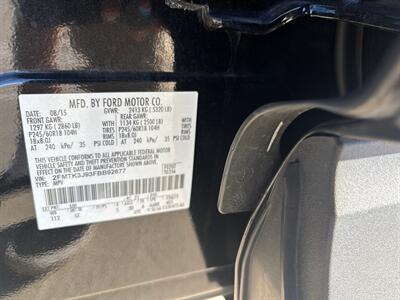 MFD. BY FORD MOTOR CO.
DATE: 08/15 GVWR: 2413 KG ( 5320 LB)
FRONT GAWR: REAR GAWR:
1297 KG ( 2860 LB) WITH 1134 KG ( 2500 LB) WITH
P245/60R18 104H TIRES P245/60R18 104H TIRES
18x8.0J RIMS 18x8.0J RIMS
AT 240 kPa/ 35 PSI COLD AT 240 kPa/ 35 PSI COLD
THIS VEHICLE CONFORMS TO ALL APPLICABLE FEDERAL MOTOR
VEHICLE SAFETY AND THEFT PREVENTION STANDARDS IN EFFECT ON
THE DATE OF MANUFACTURE SHOWN ABOVE.
VIN: 2FMTK3J93FBB92877
TYPE: MPV